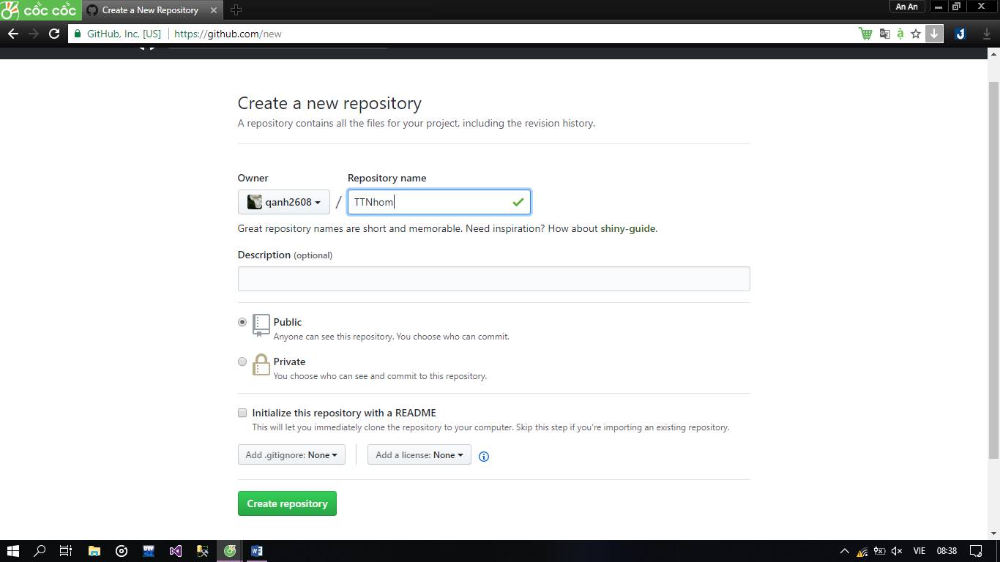 cốc cốc
Create a New Repository
An An
GitHub, Inc. [US]
https://github.com/new
Create a new repository
A repository contains all the files for your project, including the revision history.
Owner
Repository name
qanh2608
/
TTNhom
Great repository names are short and memorable. Need inspiration? How about shiny-guide.
Description (optional)
Public
Anyone can see this repository. You choose who can commit.
Private
You choose who can see and commit to this repository.
Initialize this repository with a README
This will let you immediately clone the repository to your computer. Skip this step if you’re importing an existing repository.
Add .gitignore: None
Add a license: None
Create repository
VIE
08:38